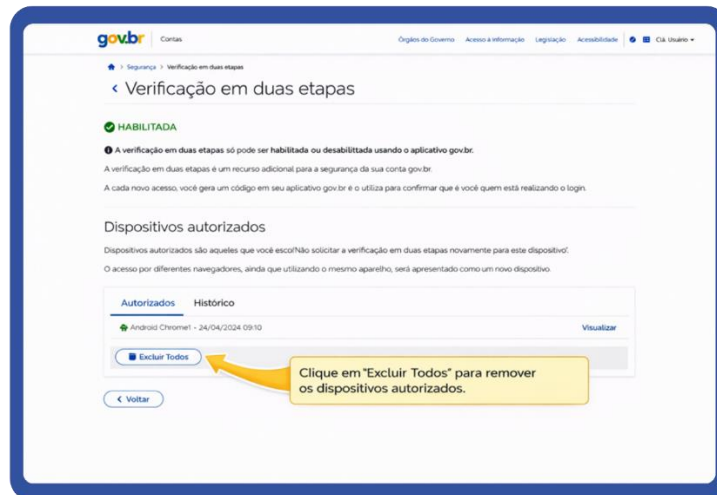 gov.br Contas Órgãos do Governo Acesso à Informação Legislação Acessibilidade Olá, Usuário
Segurança > Verificação em duas etapas
Verificação em duas etapas
HABILITADA
A verificação em duas etapas só pode ser habilitada ou desabilittada usando o aplicativo gov.br.
A verificação em duas etapas é um recurso adicional para a segurança da sua conta gov.br.
A cada novo acesso, você gera um código em seu aplicativo gov.br e o utiliza para confirmar que é você quem está realizando o login.
Dispositivos autorizados
Dispositivos autorizados são aqueles que você escol'Não solicitar a verificação em duas etapas novamente para este dispositivo'.
O acesso por diferentes navegadores, ainda que utilizando o mesmo aparelho, será apresentado como um novo dispositivo.
Autorizados Histórico
Android Chrome1 - 24/04/2024 09:10 Visualizar
Excluir Todos
Clique em "Excluir Todos" para remover
os dispositivos autorizados.
Voltar